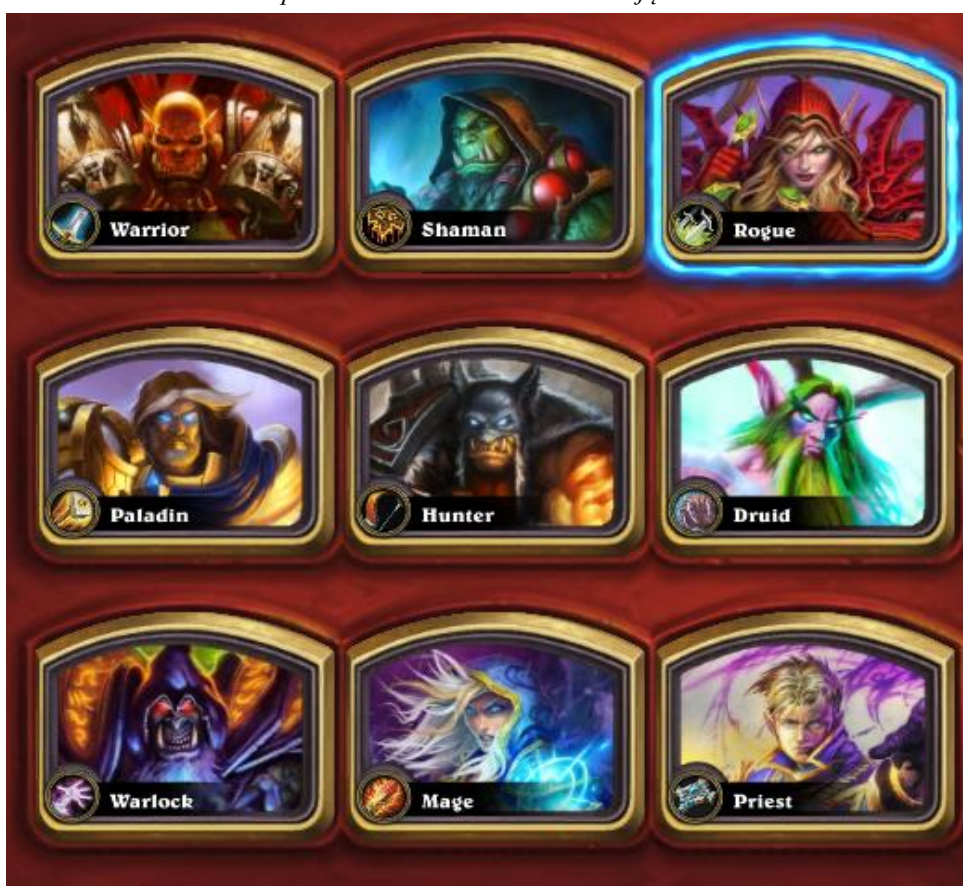 Warrior
Shaman
Rogue
Paladin
Hunter
Druid
Warlock
Mage
Priest